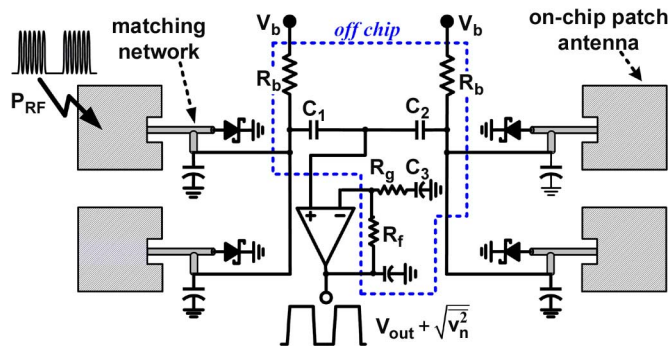 V_b
V_b
off chip
matching
network
on-chip patch
antenna
P_RF
R_b
R_b
C_1
C_2
R_g
C_3
+
−
R_f
V_out + √v_n^2